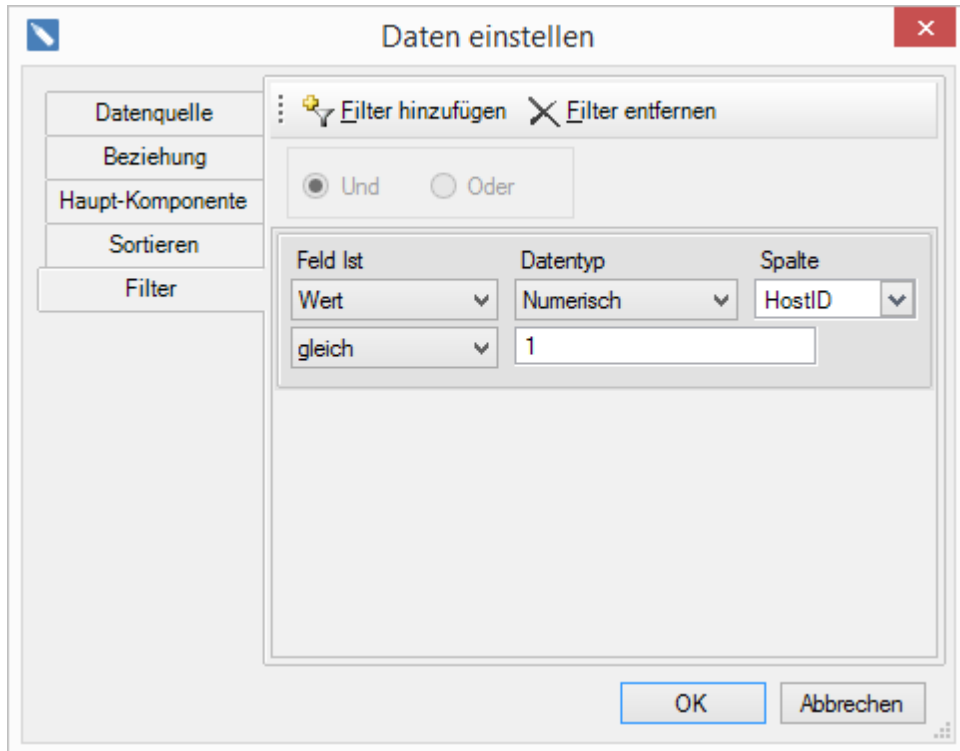 Daten einstellen
Datenquelle
Beziehung
Haupt-Komponente
Sortieren
Filter
Filter hinzufügen Filter entfernen
Und Oder
Feld Ist Datentyp Spalte
Wert Numerisch HostID
gleich 1
OK Abbrechen